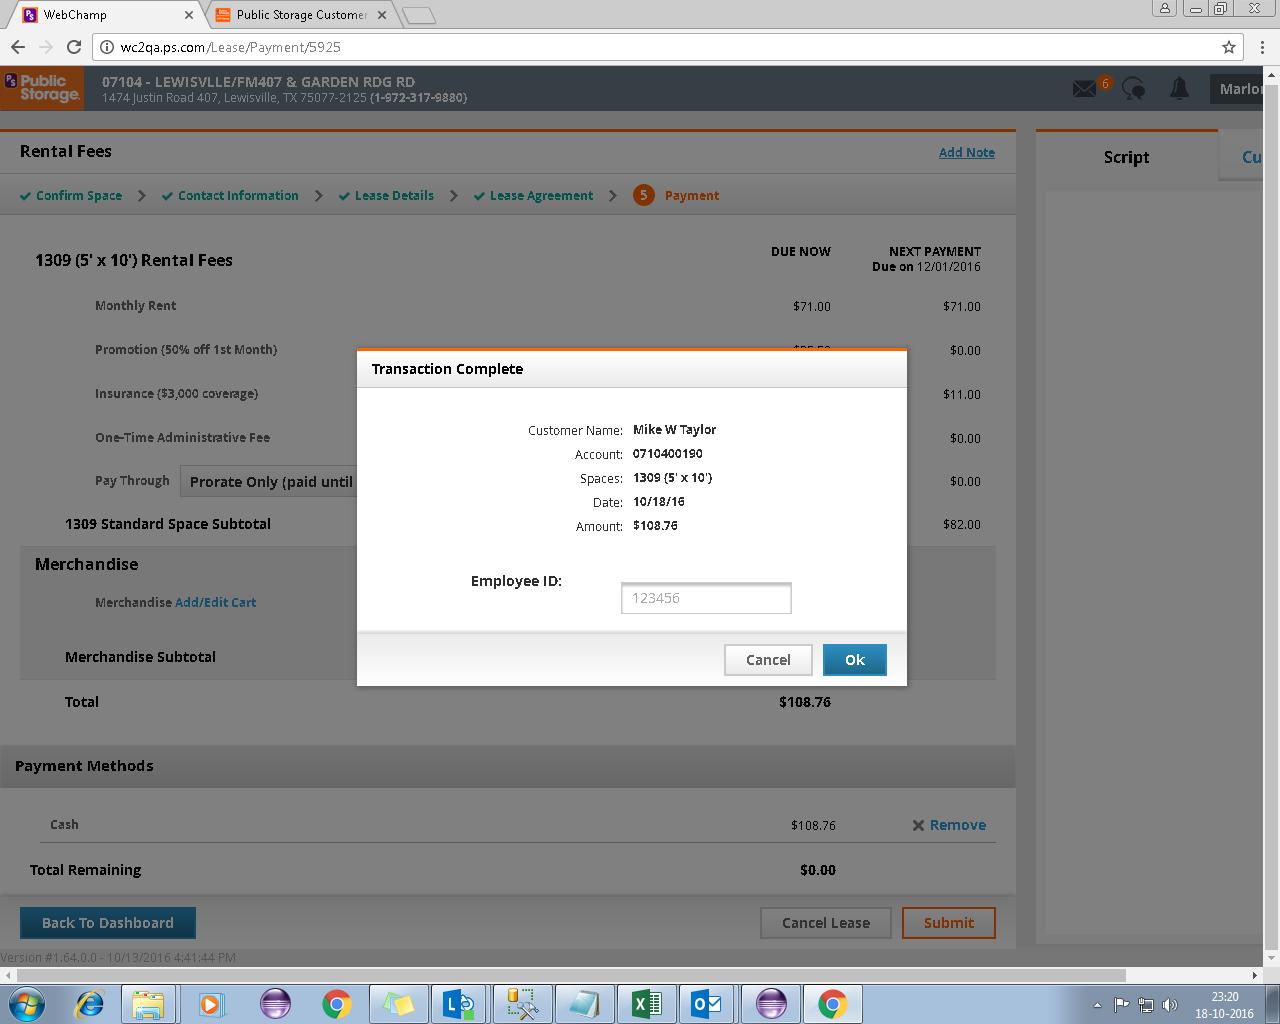 WebChamp
Public Storage Customer
wc2qa.ps.com/Lease/Payment/5925
PS Public Storage.
07104 - LEWISVLLE/FM407 & GARDEN RDG RD
1474 Justin Road 407, Lewisville, TX 75077-2125 (1-972-317-9880)
6
Marlo
Rental Fees
Add Note
Script
Cu
Confirm Space
Contact Information
Lease Details
Lease Agreement
5 Payment
1309 (5' x 10') Rental Fees
DUE NOW
NEXT PAYMENT
Due on 12/01/2016
Monthly Rent $71.00 $71.00
Promotion (50% off 1st Month) $0.00
Insurance ($3,000 coverage) $11.00
One-Time Administrative Fee $0.00
Pay Through Prorate Only (paid until $0.00
1309 Standard Space Subtotal $82.00
Merchandise
Merchandise Add/Edit Cart
Merchandise Subtotal
Total $108.76
Transaction Complete
Customer Name: Mike W Taylor
Account: 0710400190
Spaces: 1309 (5' x 10')
Date: 10/18/16
Amount: $108.76
Employee ID: 123456
Cancel Ok
Payment Methods
Cash $108.76 Remove
Total Remaining $0.00
Back To Dashboard Cancel Lease Submit
Version #1.64.0.0 - 10/13/2016 4:41:44 PM
23:20
18-10-2016